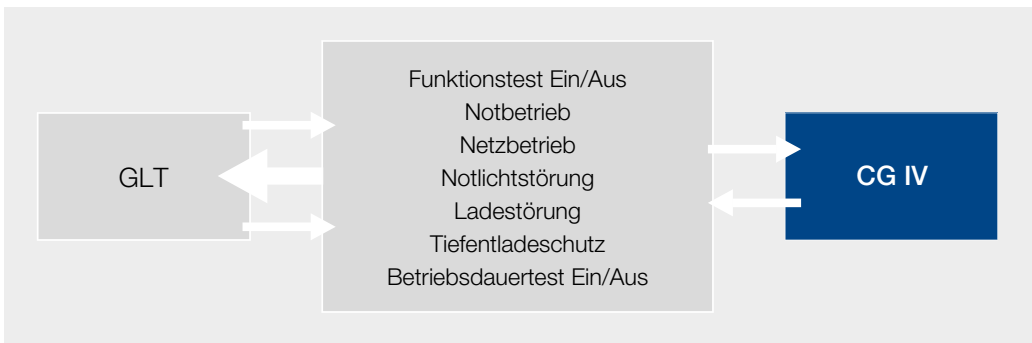 GLT
Funktionstest Ein/Aus
Notbetrieb
Netzbetrieb
Notlichtstörung
Ladestörung
Tiefentladeschutz
Betriebsdauertest Ein/Aus
CG IV